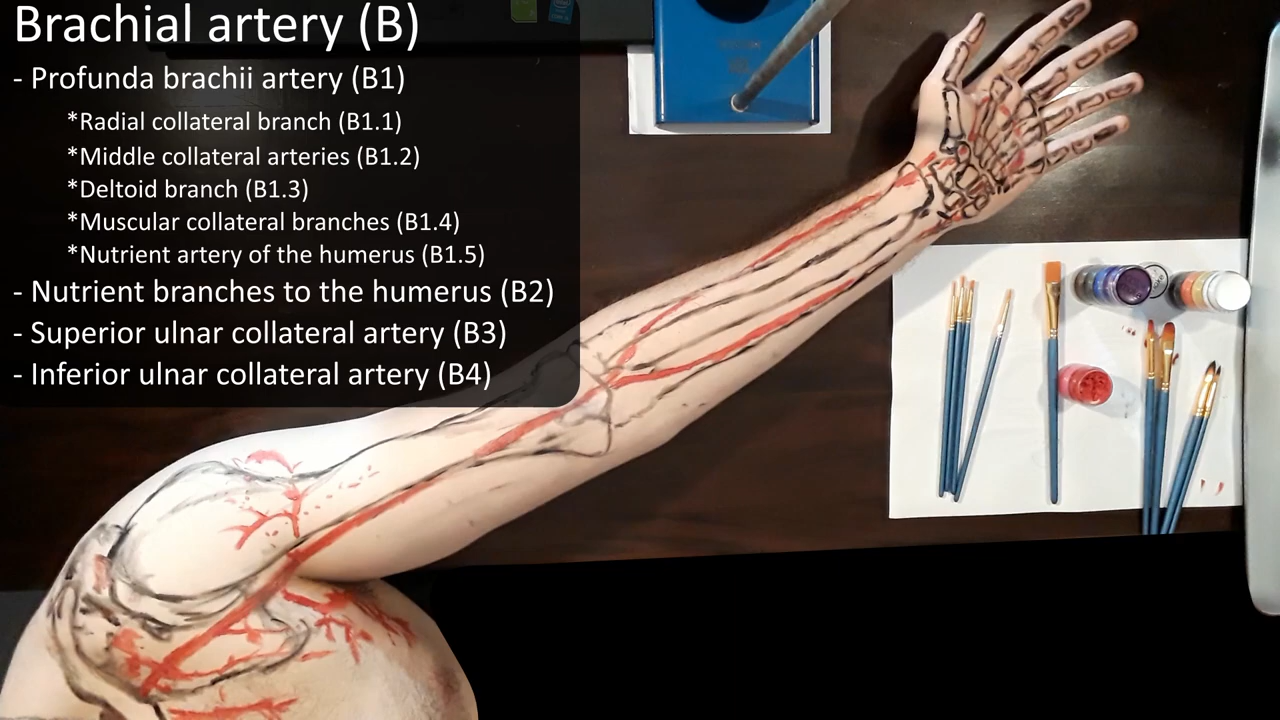 Brachial artery (B)
- Profunda brachii artery (B1)
*Radial collateral branch (B1.1)
*Middle collateral arteries (B1.2)
*Deltoid branch (B1.3)
*Muscular collateral branches (B1.4)
*Nutrient artery of the humerus (B1.5)
- Nutrient branches to the humerus (B2)
- Superior ulnar collateral artery (B3)
- Inferior ulnar collateral artery (B4)